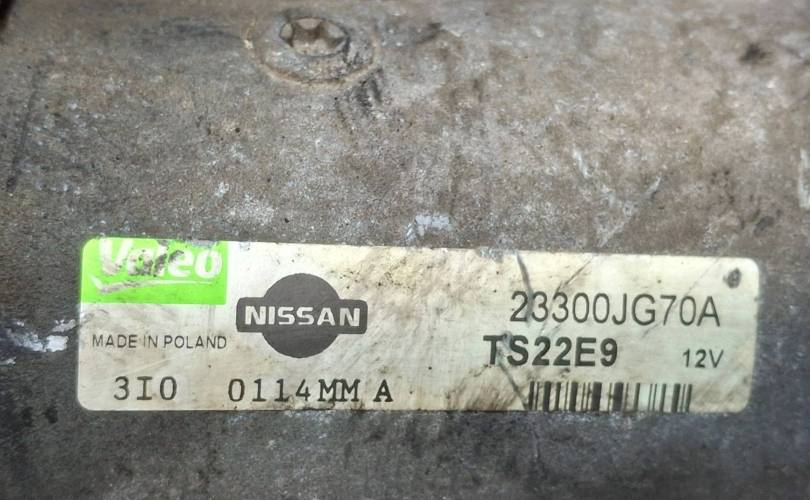 Valeo
NISSAN
23300JG70A
MADE IN POLAND
TS22E9 12V
3I0 0114MM A